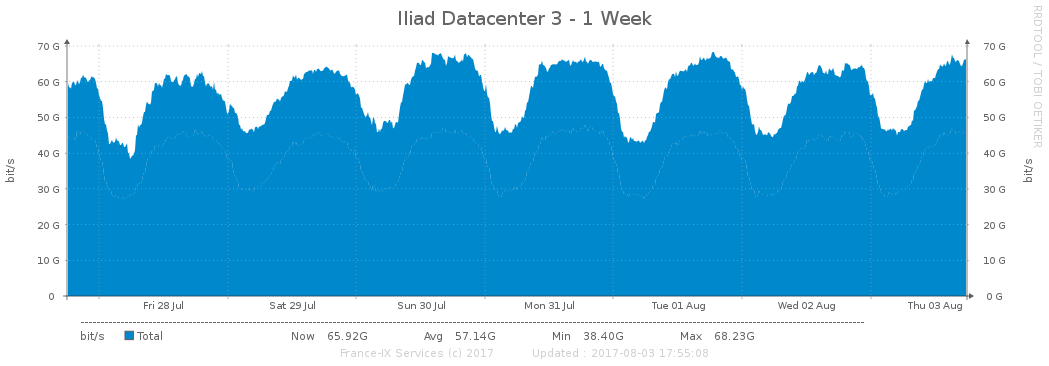 Iliad Datacenter 3 - 1 Week
RRDTOOL / TOBI OETIKER
70 G 70 G
60 G 60 G
50 G 50 G
40 G 40 G
30 G 30 G
20 G 20 G
10 G 10 G
0 0 G
bit/s bit/s
Fri 28 Jul Sat 29 Jul Sun 30 Jul Mon 31 Jul Tue 01 Aug Wed 02 Aug Thu 03 Aug
bit/s Total Now 65.92G Avg 57.14G Min 38.40G Max 68.23G
France-IX Services (c) 2017 Updated : 2017-08-03 17:55:08